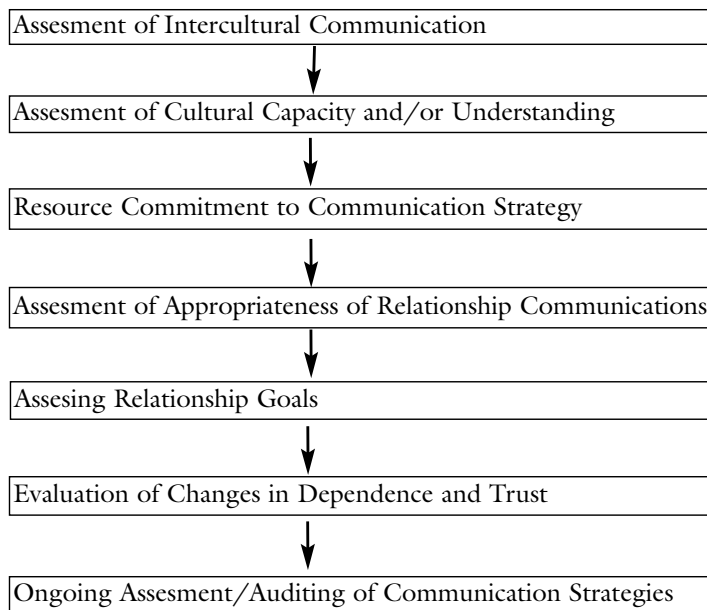 Assesment of Intercultural Communication
Assesment of Cultural Capacity and/or Understanding
Resource Commitment to Communication Strategy
Assesment of Appropriateness of Relationship Communications
Assesing Relationship Goals
Evaluation of Changes in Dependence and Trust
Ongoing Assesment/Auditing of Communication Strategies